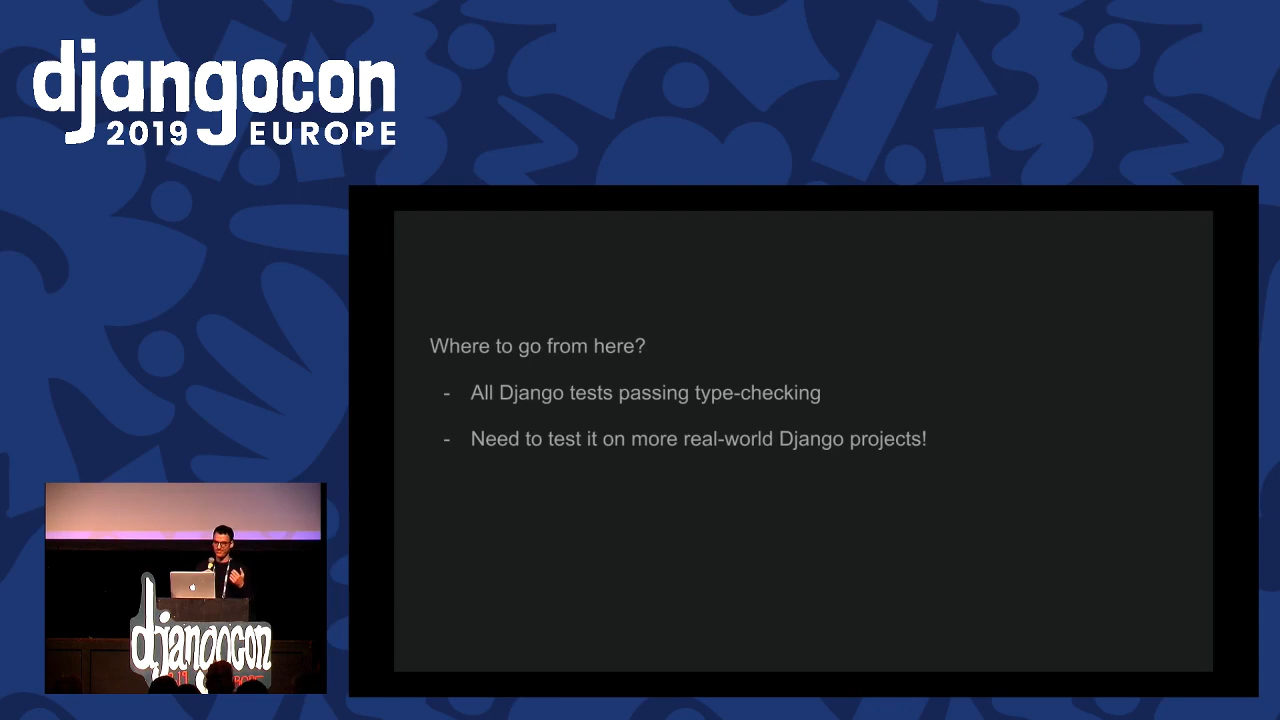 djangocon
2019 EUROPE
Where to go from here?
- All Django tests passing type-checking
- Need to test it on more real-world Django projects!
djangocon